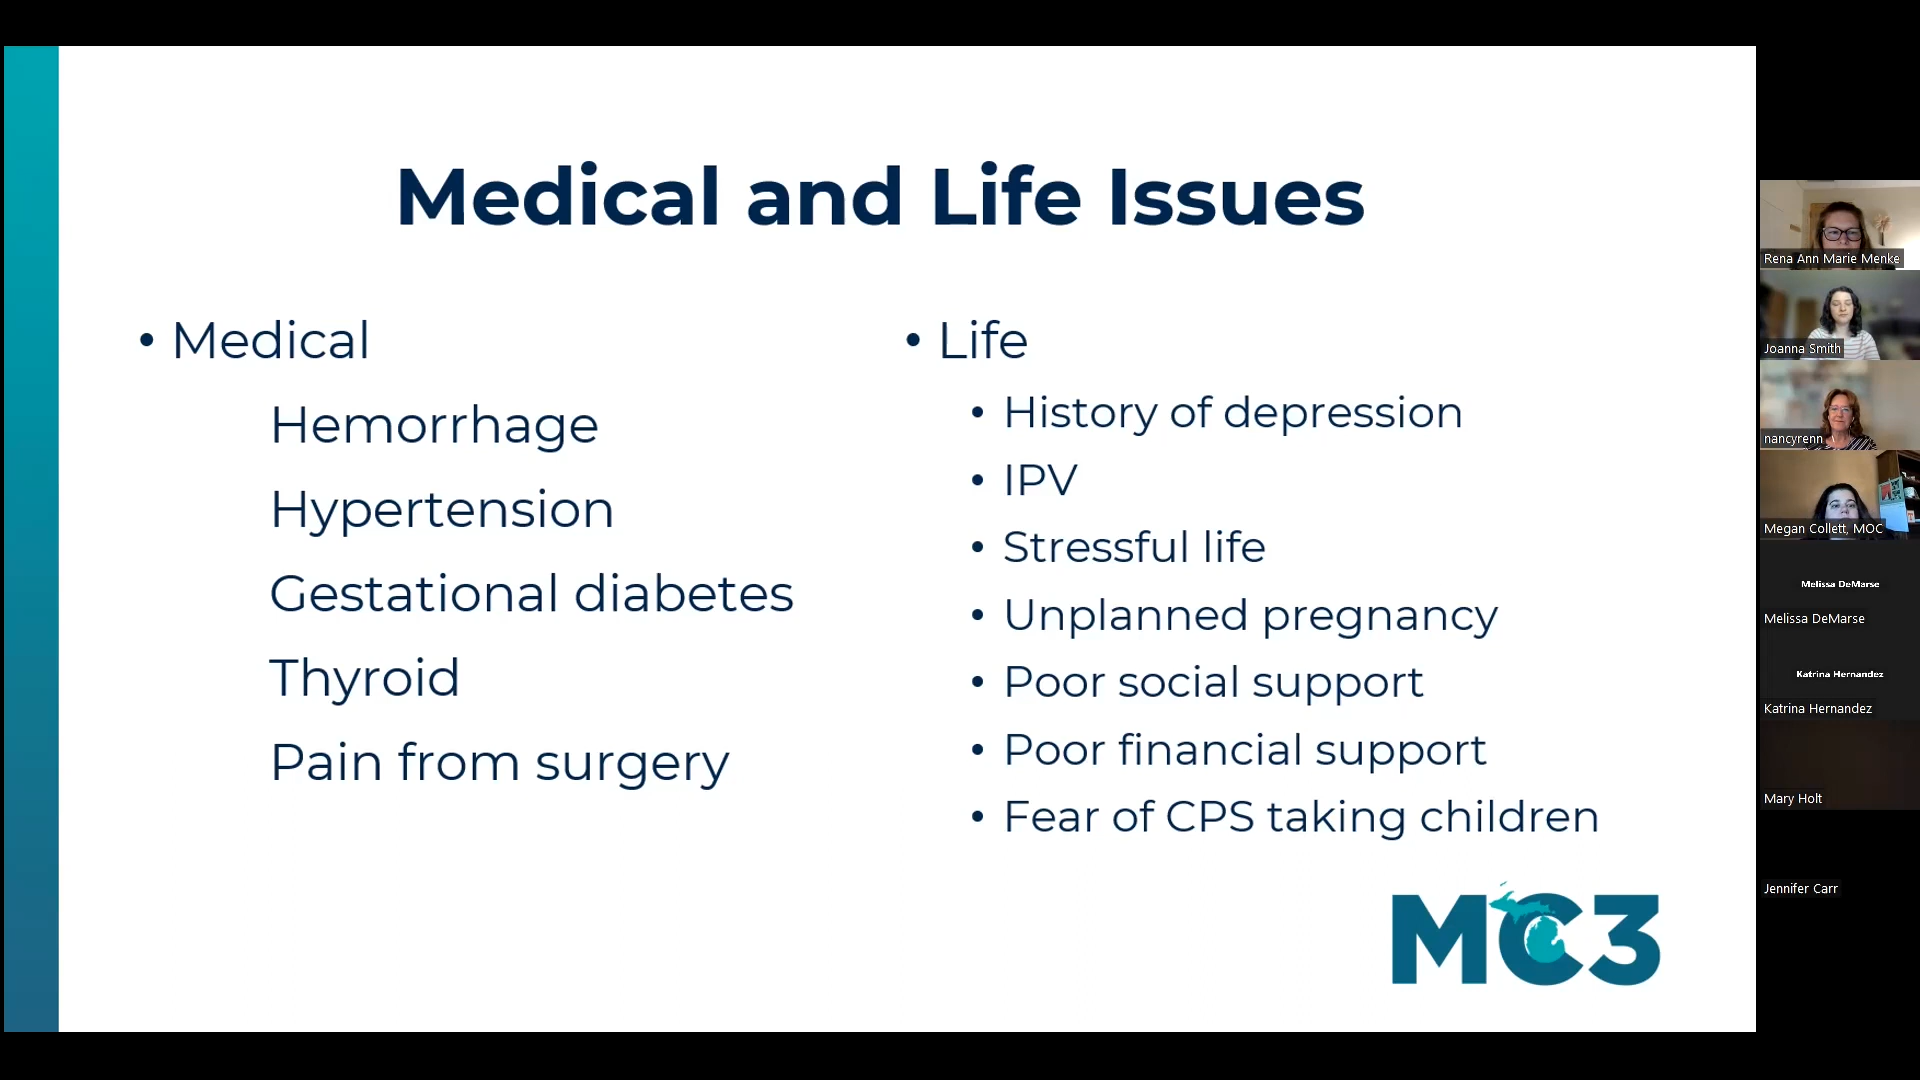 Medical and Life Issues
• Medical
Hemorrhage
Hypertension
Gestational diabetes
Thyroid
Pain from surgery
• Life
• History of depression
• IPV
• Stressful life
• Unplanned pregnancy
• Poor social support
• Poor financial support
• Fear of CPS taking children
MC3
Rena Ann Marie Menke
Joanna Smith
nancyrenn
Megan Collett, MOC
Melissa DeMarse
Melissa DeMarse
Katrina Hernandez
Katrina Hernandez
Mary Holt
Jennifer Carr